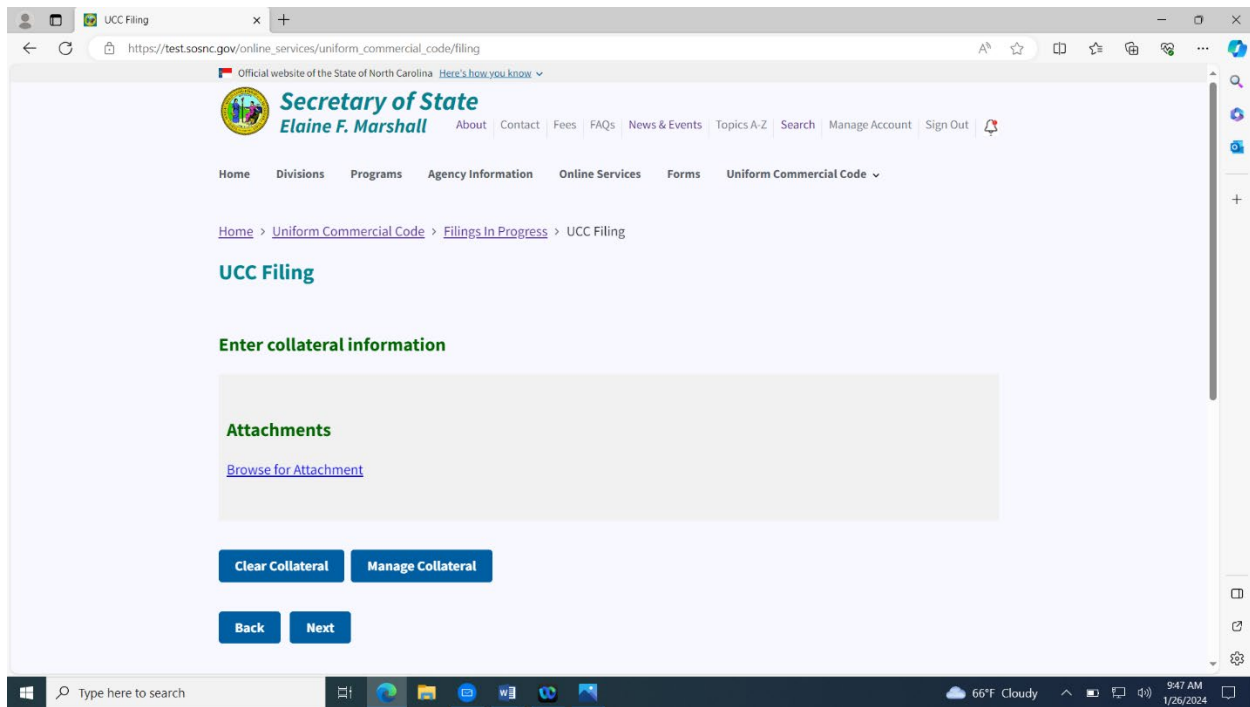 UCC Filing
https://test.sosnc.gov/online_services/uniform_commercial_code/filing
Official website of the State of North Carolina Here's how you know
Secretary of State
Elaine F. Marshall
About Contact Fees FAQs News & Events Topics A-Z Search Manage Account Sign Out
Home Divisions Programs Agency Information Online Services Forms Uniform Commercial Code
Home > Uniform Commercial Code > Filings In Progress > UCC Filing
UCC Filing
Enter collateral information
Attachments
Browse for Attachment
Clear Collateral Manage Collateral
Back Next
Type here to search
66°F Cloudy
9:47 AM
1/26/2024